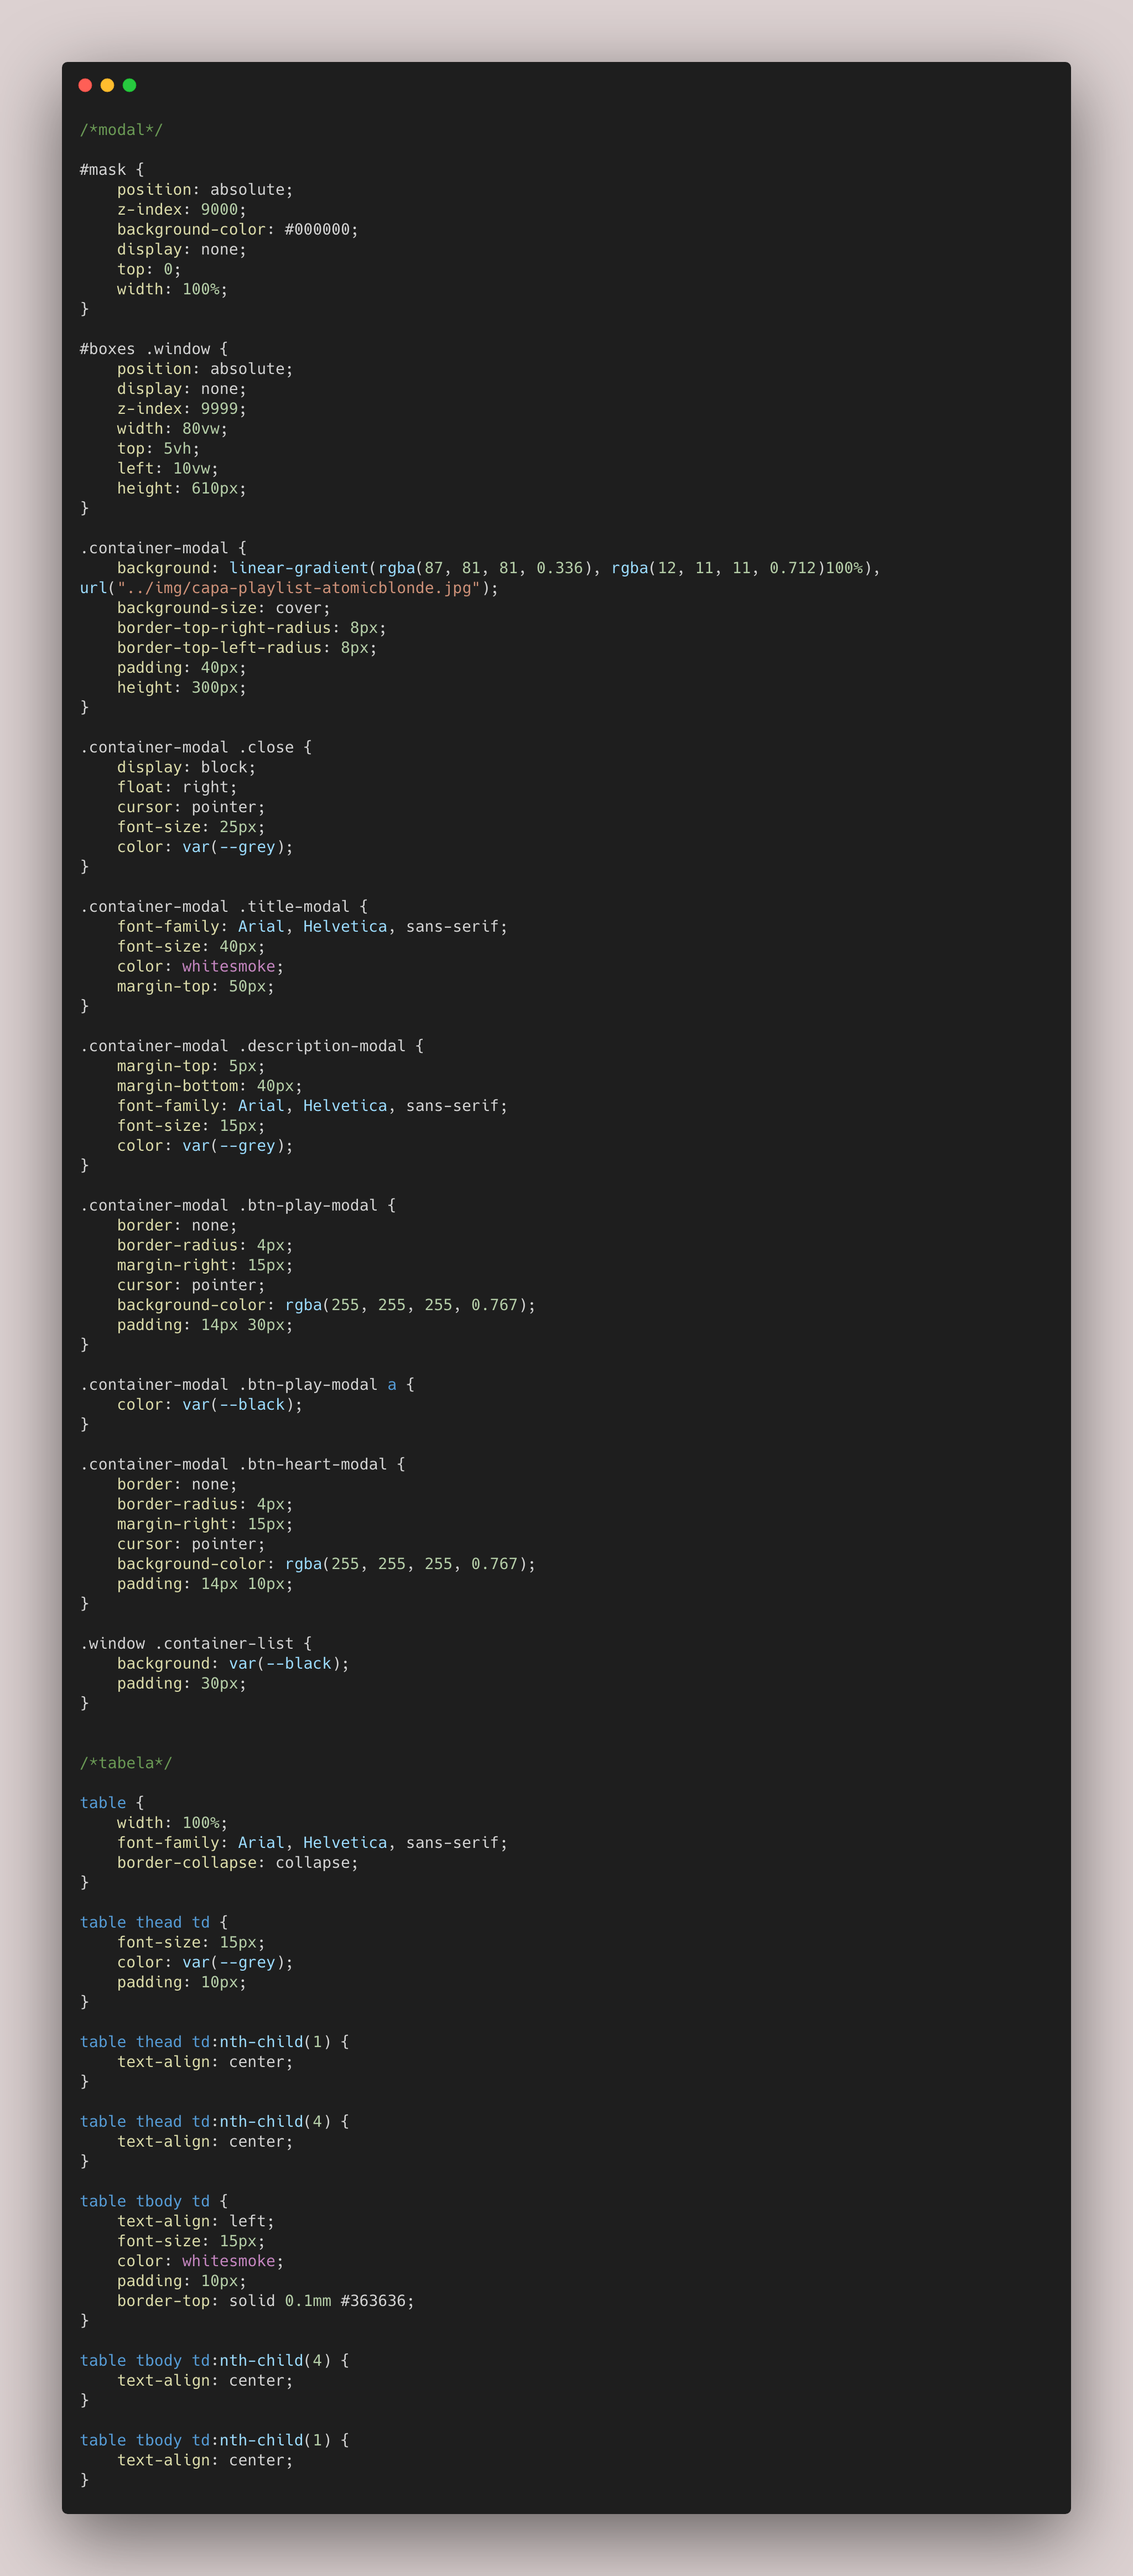 /*modal*/

#mask {
    position: absolute;
    z-index: 9000;
    background-color: #000000;
    display: none;
    top: 0;
    width: 100%;
}

#boxes .window {
    position: absolute;
    display: none;
    z-index: 9999;
    width: 80vw;
    top: 5vh;
    left: 10vw;
    height: 610px;
}

.container-modal {
    background: linear-gradient(rgba(87, 81, 81, 0.336), rgba(12, 11, 11, 0.712)100%),
url("../img/capa-playlist-atomicblonde.jpg");
    background-size: cover;
    border-top-right-radius: 8px;
    border-top-left-radius: 8px;
    padding: 40px;
    height: 300px;
}

.container-modal .close {
    display: block;
    float: right;
    cursor: pointer;
    font-size: 25px;
    color: var(--grey);
}

.container-modal .title-modal {
    font-family: Arial, Helvetica, sans-serif;
    font-size: 40px;
    color: whitesmoke;
    margin-top: 50px;
}

.container-modal .description-modal {
    margin-top: 5px;
    margin-bottom: 40px;
    font-family: Arial, Helvetica, sans-serif;
    font-size: 15px;
    color: var(--grey);
}

.container-modal .btn-play-modal {
    border: none;
    border-radius: 4px;
    margin-right: 15px;
    cursor: pointer;
    background-color: rgba(255, 255, 255, 0.767);
    padding: 14px 30px;
}

.container-modal .btn-play-modal a {
    color: var(--black);
}

.container-modal .btn-heart-modal {
    border: none;
    border-radius: 4px;
    margin-right: 15px;
    cursor: pointer;
    background-color: rgba(255, 255, 255, 0.767);
    padding: 14px 10px;
}

.window .container-list {
    background: var(--black);
    padding: 30px;
}


/*tabela*/

table {
    width: 100%;
    font-family: Arial, Helvetica, sans-serif;
    border-collapse: collapse;
}

table thead td {
    font-size: 15px;
    color: var(--grey);
    padding: 10px;
}

table thead td:nth-child(1) {
    text-align: center;
}

table thead td:nth-child(4) {
    text-align: center;
}

table tbody td {
    text-align: left;
    font-size: 15px;
    color: whitesmoke;
    padding: 10px;
    border-top: solid 0.1mm #363636;
}

table tbody td:nth-child(4) {
    text-align: center;
}

table tbody td:nth-child(1) {
    text-align: center;
}